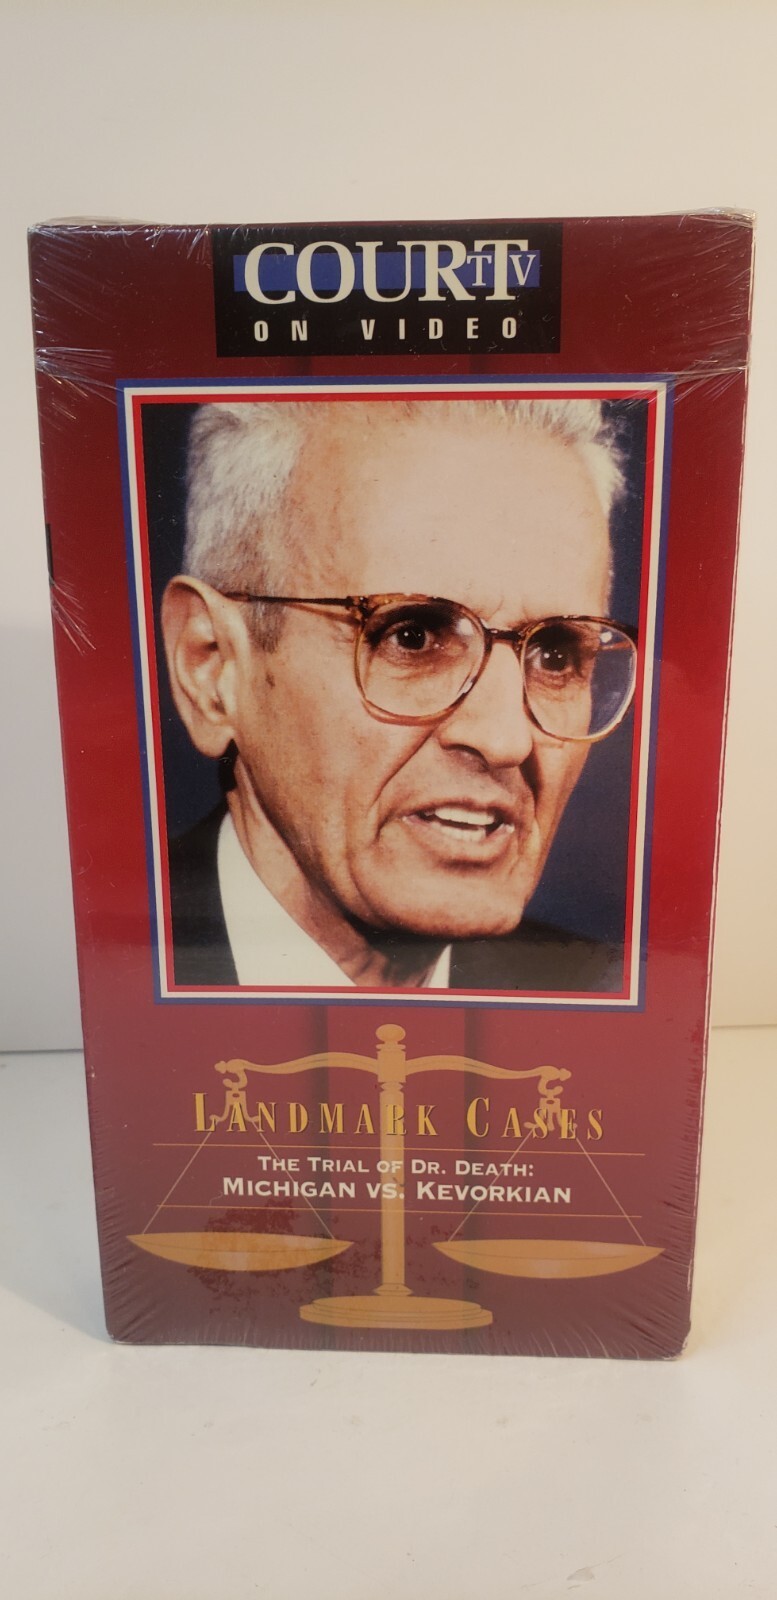 COURT TV
ON VIDEO
LANDMARK CASES
THE TRIAL OF DR. DEATH:
MICHIGAN VS. KEVORKIAN